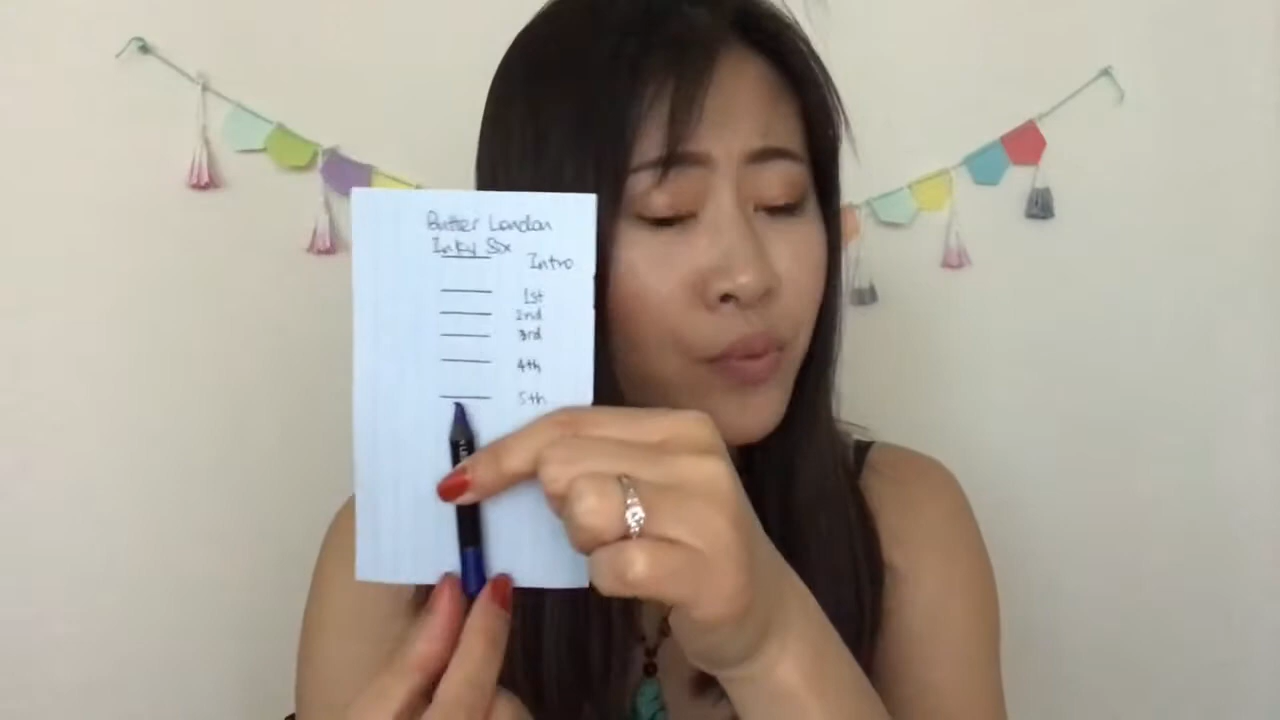 Butter London
Inky Six
Intro
1st
2nd
3rd
4th
5th